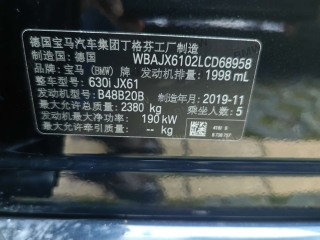 德国宝马汽车集团丁格芬工厂制造
制造国: 德国 WBAJX6102LCD68958
品牌: 宝马 (BMW) 牌 发动机排量: 1998 mL
整车型号: 630i JX61
发动机型号: B48B20B 制造年月: 2019-11
最大允许总质量: 2380 kg 乘坐人数: 5
发动机最大净功率: 190 kW
最大允许牵引质量: -- kg